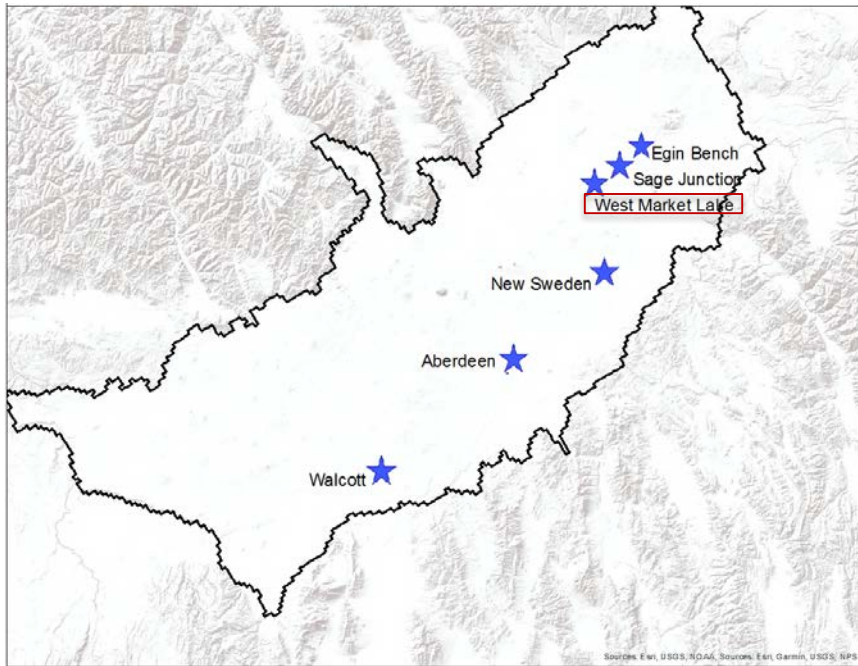 Egin Bench
Sage Junction
West Market Lake
New Sweden
Aberdeen
Walcott
Sources: Esri, USGS, NOAA, Sources: Esri, Garmin, USGS, NPS